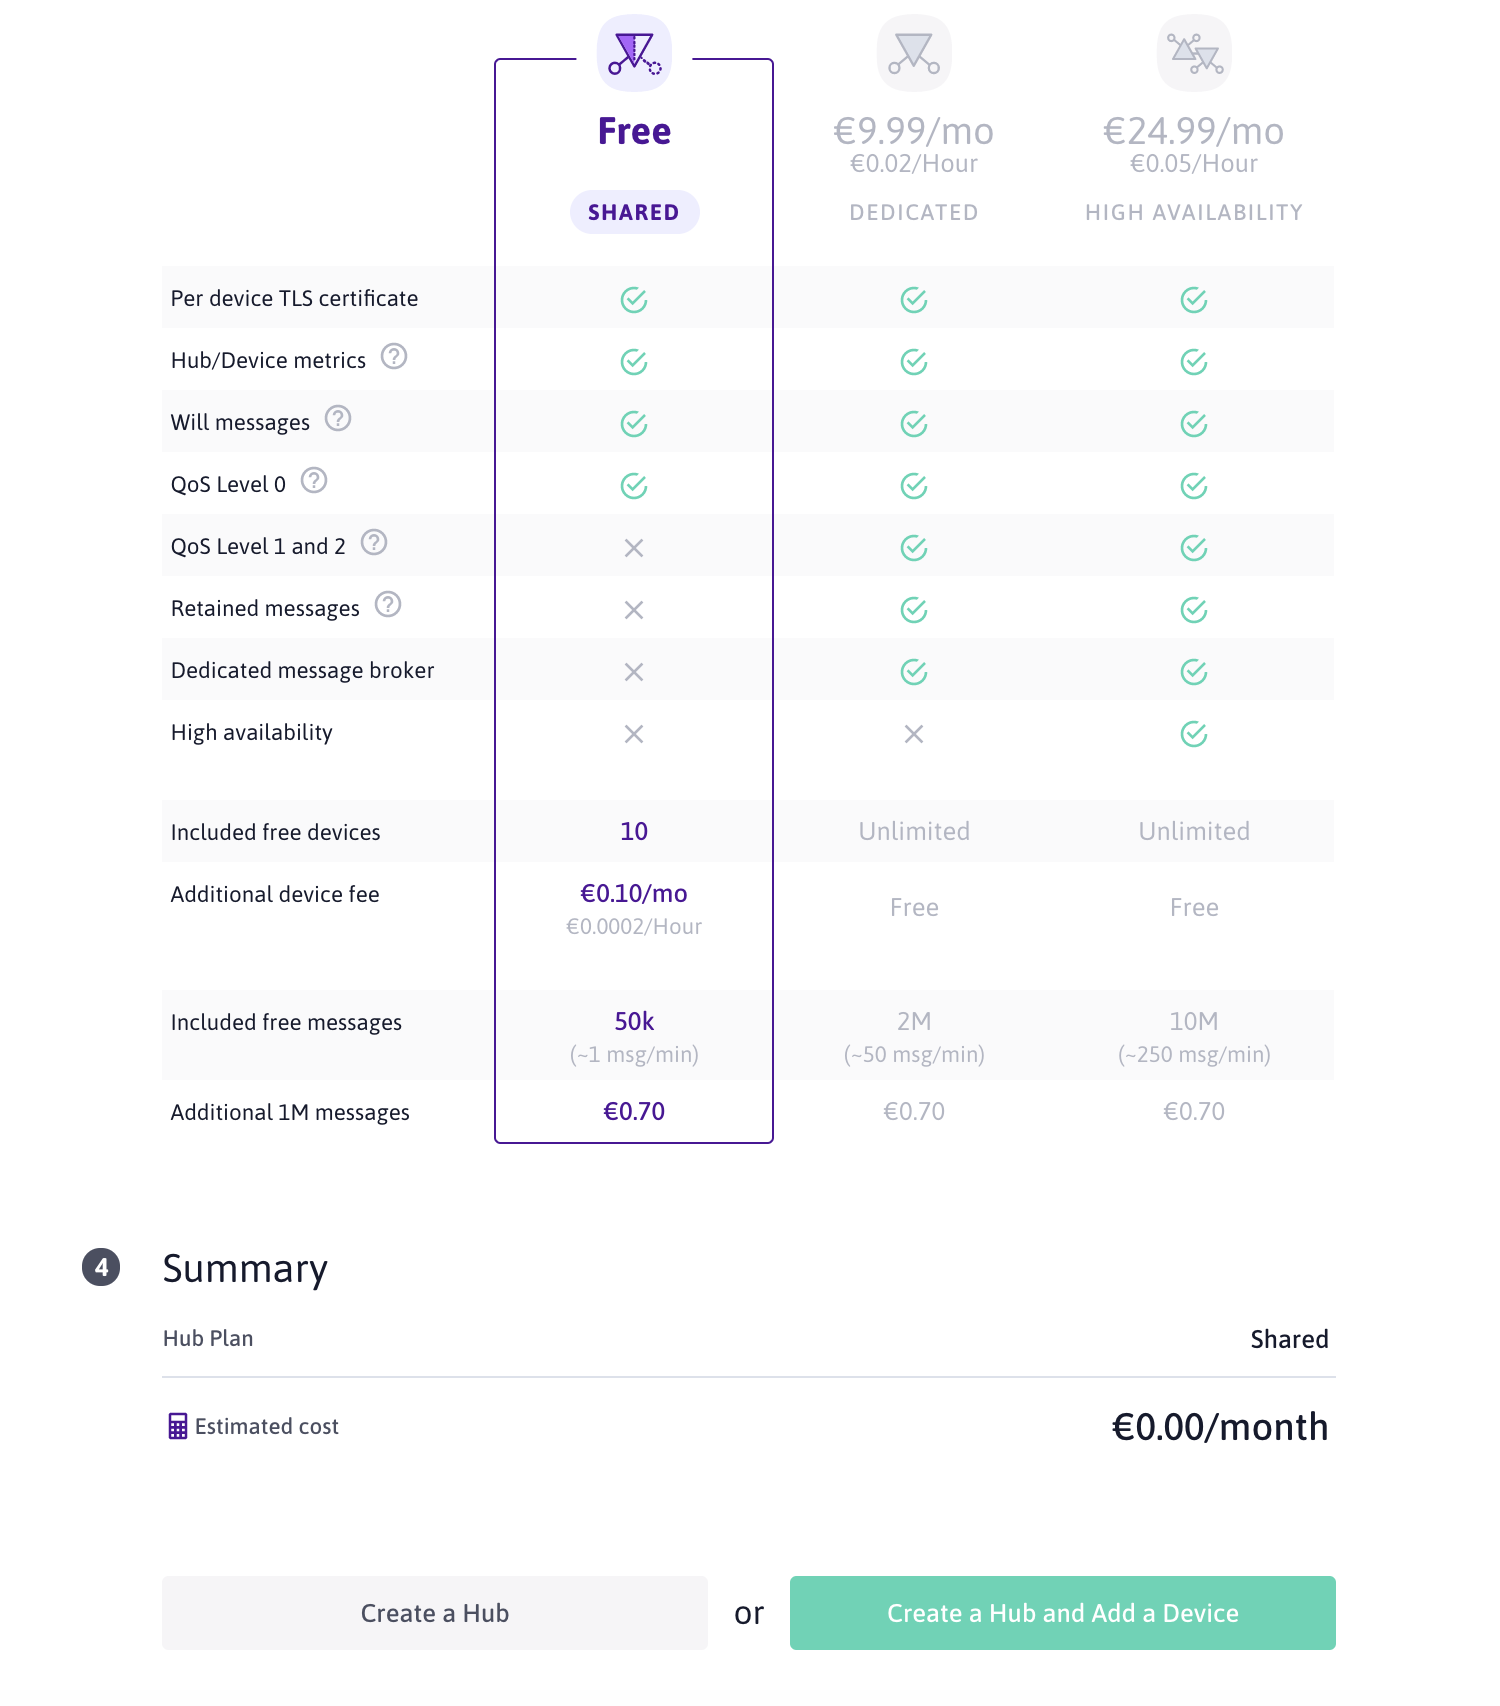 Free €9.99/mo €24.99/mo
€0.02/Hour €0.05/Hour
SHARED DEDICATED HIGH AVAILABILITY
Per device TLS certificate
Hub/Device metrics ?
Will messages ?
QoS Level 0 ?
QoS Level 1 and 2 ?
Retained messages ?
Dedicated message broker
High availability
Included free devices 10 Unlimited Unlimited
Additional device fee €0.10/mo Free Free
€0.0002/Hour
Included free messages 50k 2M 10M
(~1 msg/min) (~50 msg/min) (~250 msg/min)
Additional 1M messages €0.70 €0.70 €0.70
4 Summary
Hub Plan Shared
Estimated cost €0.00/month
Create a Hub or Create a Hub and Add a Device